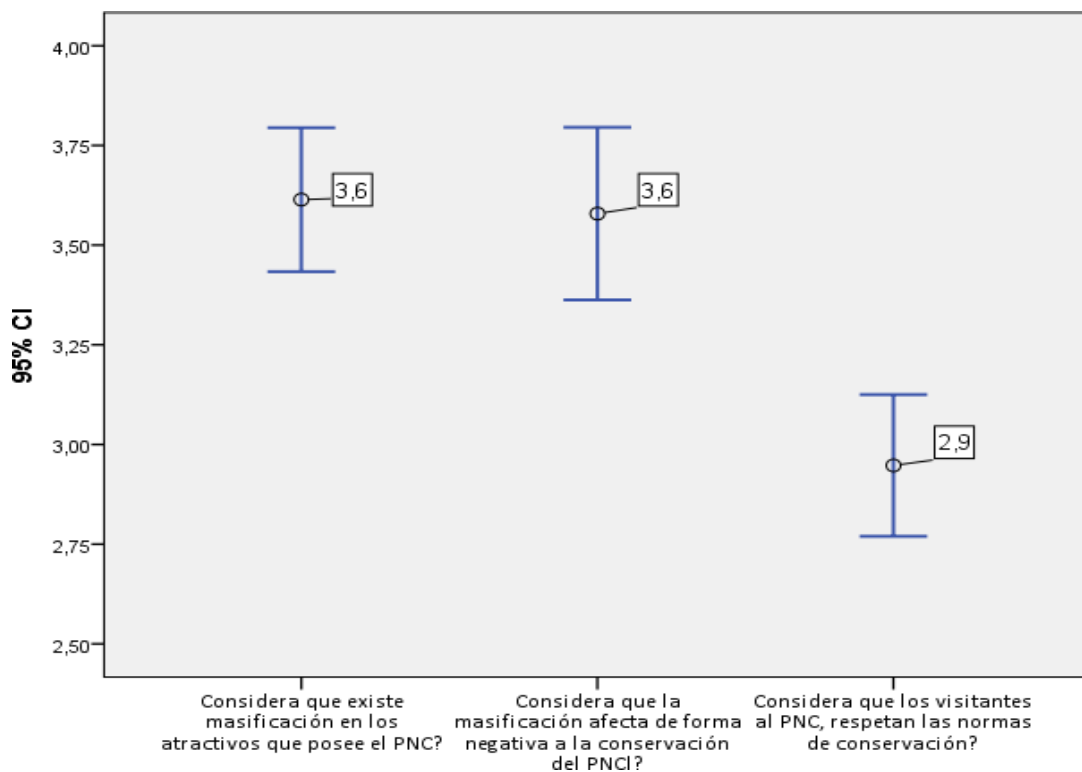 95% CI
4,00
3,75
3,50
3,25
3,00
2,75
2,50
3,6
3,6
2,9
Considera que existe
masificación en los
atractivos que posee el PNC?
Considera que la
masificación afecta de forma
negativa a la conservación
del PNCl?
Considera que los visitantes
al PNC, respetan las normas
de conservación?